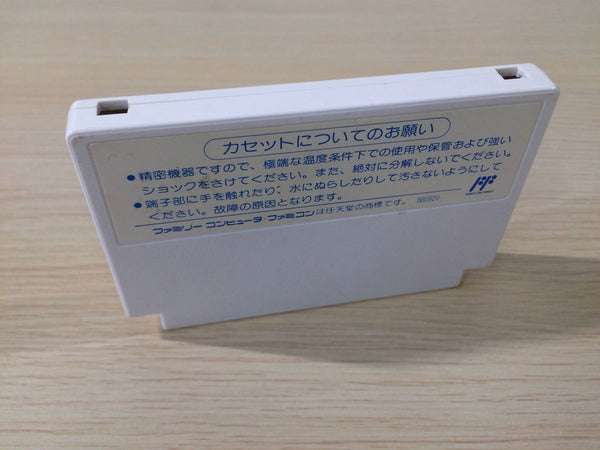 カセットについてのお願い
●精密機器ですので、極端な温度条件下での使用や保管および強い
ショックをさけてください。また、絶対に分解しないでください。
●端子部に手を触れたり、水にぬらしたりして汚さないようにして
ください。故障の原因となります。
ファミリー コンピュータ ファミコンは任天堂の商標です。 880920